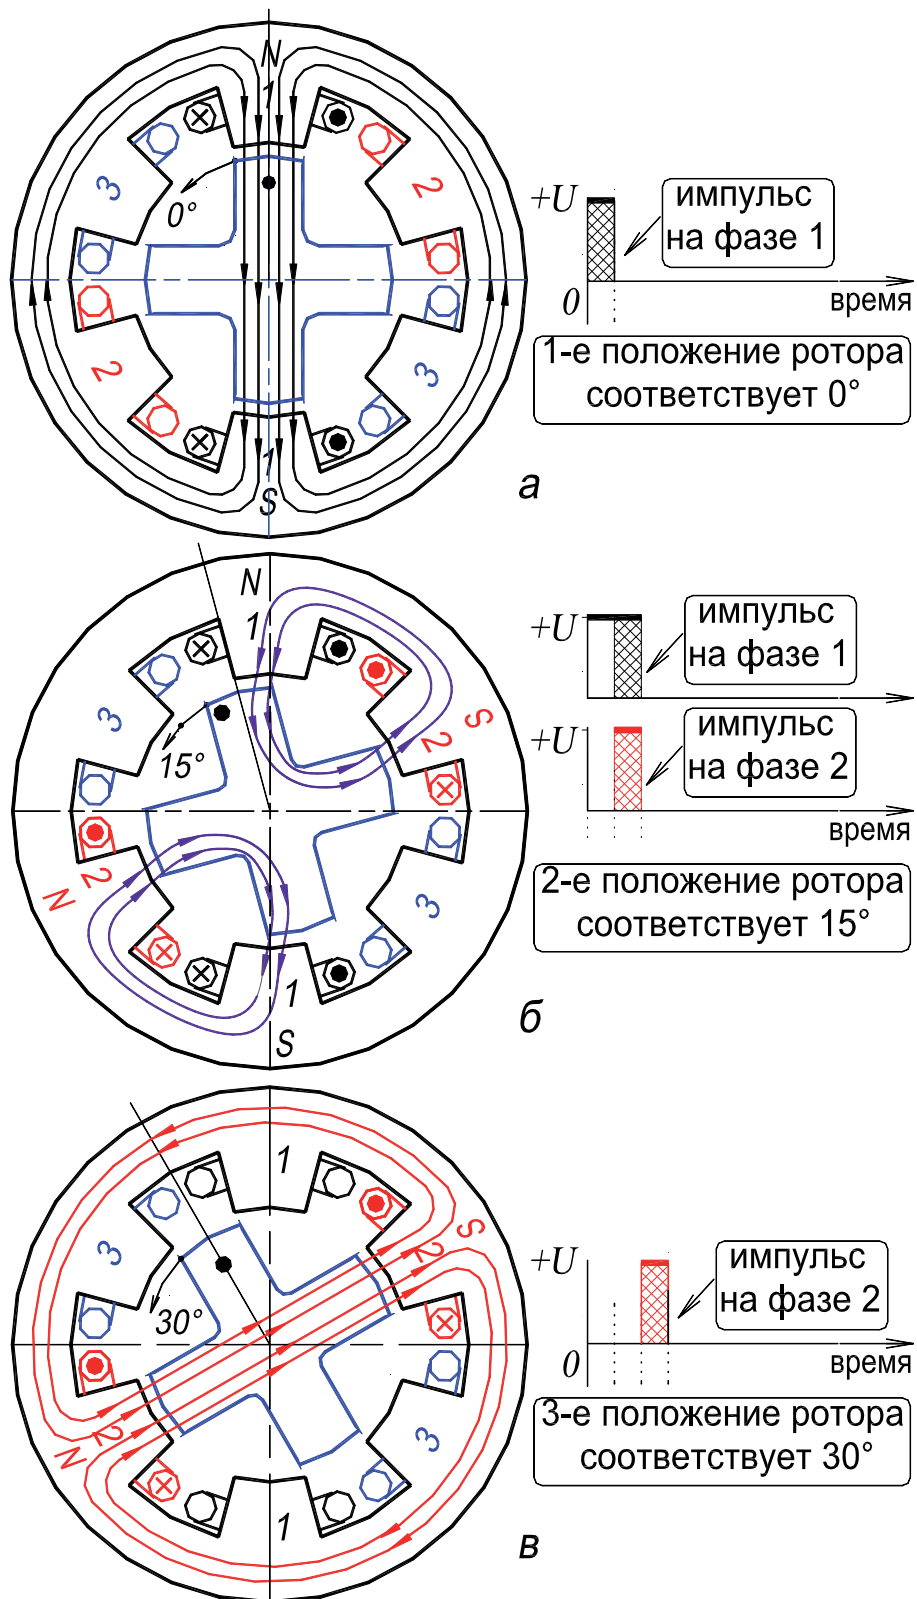 N
1
3
2
0°
2
3
1
S
+U
импульс
на фазе 1
0
время
1-е положение ротора
соответствует 0°
а
N
1
3
S
2
15°
2
N
3
1
S
+U
импульс
на фазе 1
+U
импульс
на фазе 2
время
2-е положение ротора
соответствует 15°
б
1
3
S
2
30°
2
N
3
1
+U
импульс
на фазе 2
0
время
3-е положение ротора
соответствует 30°
в